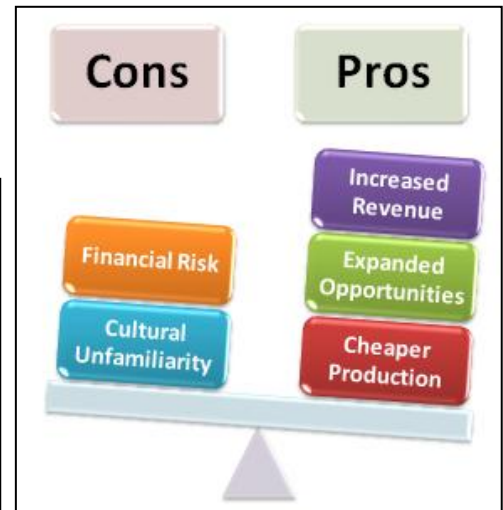 Cons
Pros
Financial Risk
Cultural
Unfamiliarity
Increased
Revenue
Expanded
Opportunities
Cheaper
Production